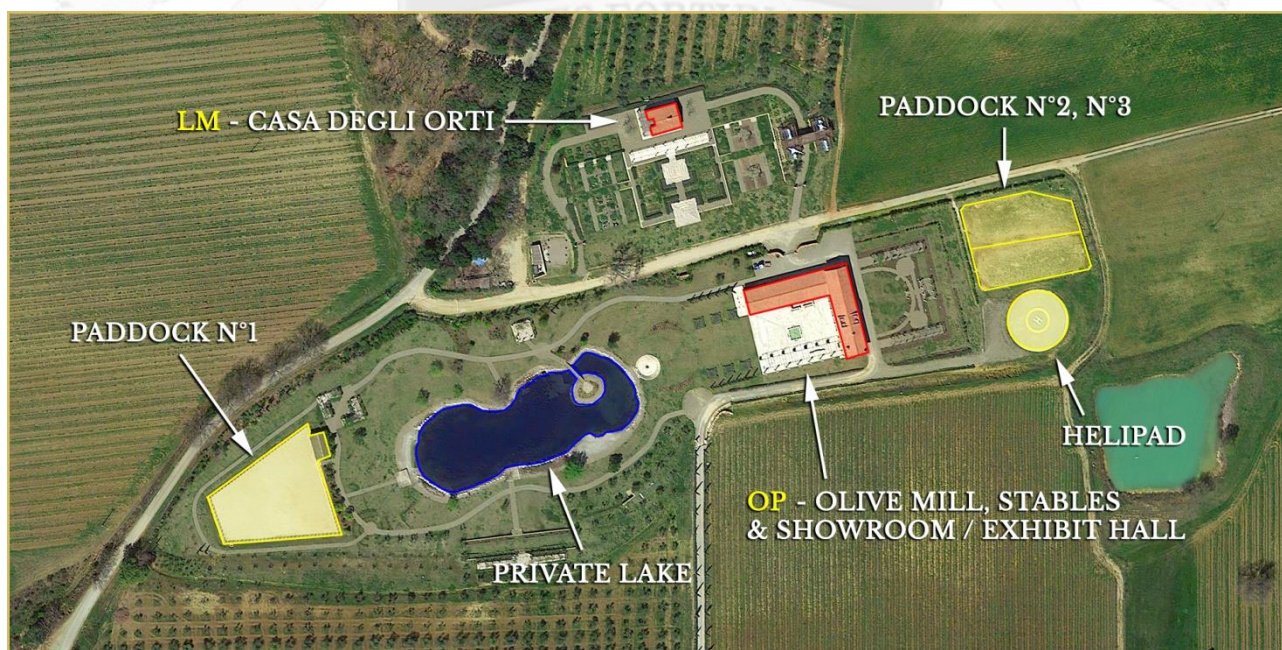 LM - CASA DEGLI ORTI
PADDOCK N°2, N°3
PADDOCK N°1
HELIPAD
H
OP - OLIVE MILL, STABLES
& SHOWROOM / EXHIBIT HALL
PRIVATE LAKE